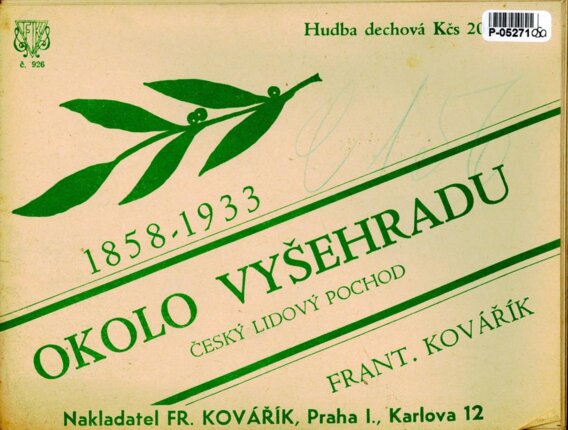 FK
č. 926
Hudba dechová Kčs 20
P-05271
1858-1933
OKOLO VYŠEHRADU
ČESKÝ LIDOVÝ POCHOD
FRANT. KOVÁŘÍK
Nakladatel FR. KOVÁŘÍK, Praha I., Karlova 12